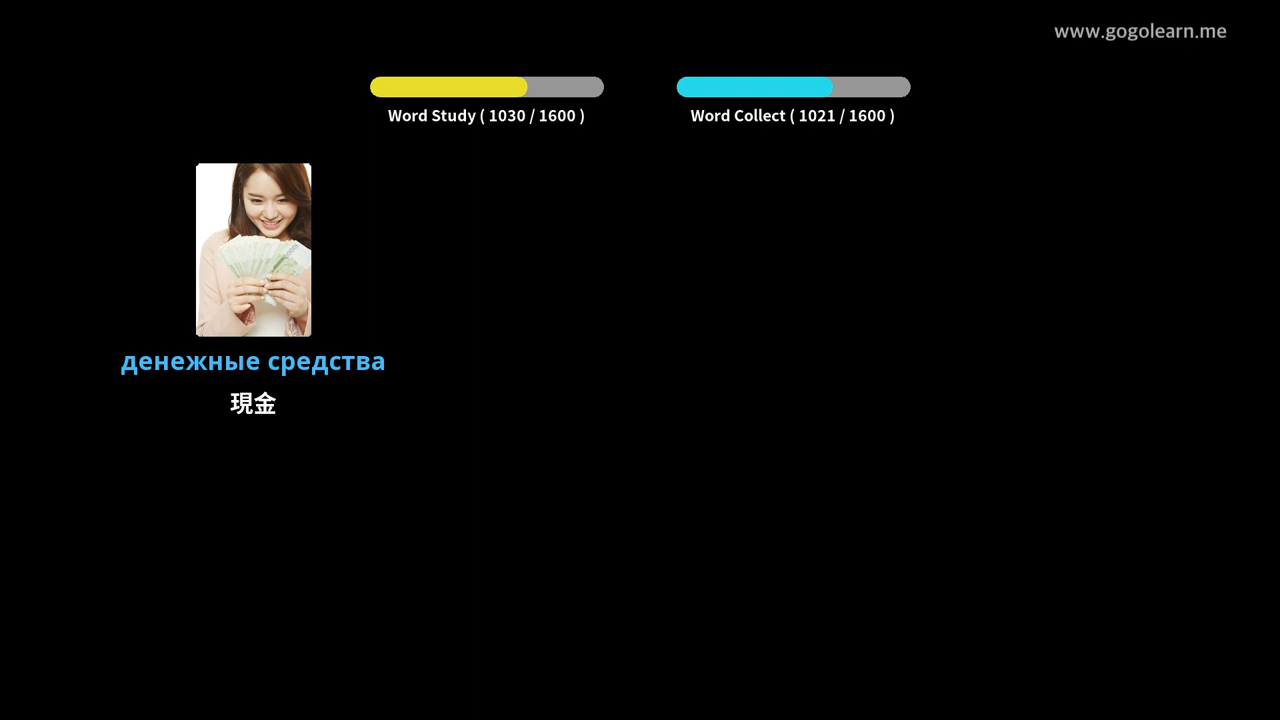 www.gogolearn.me
Word Study ( 1030 / 1600 )
Word Collect ( 1021 / 1600 )
денежные средства
現金